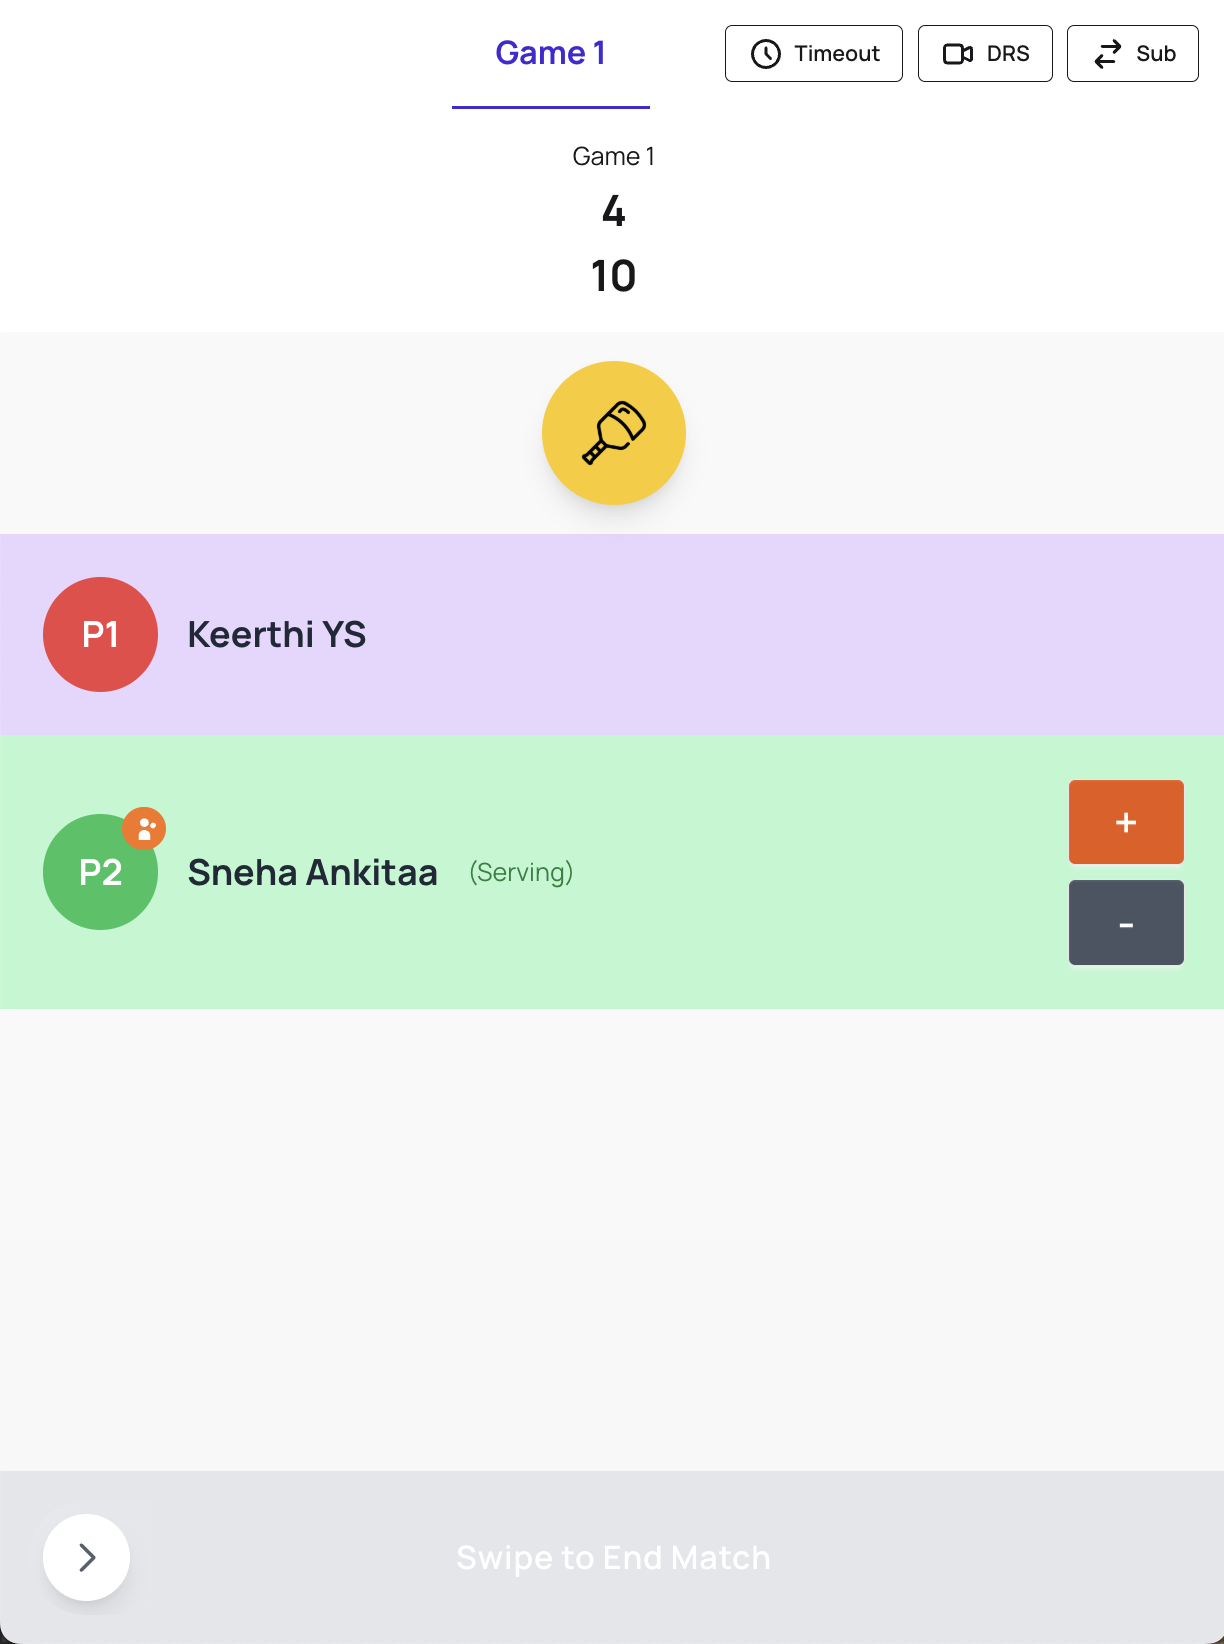 Game 1
Timeout
DRS
Sub
Game 1
4
10
P1
Keerthi YS
P2
Sneha Ankitaa (Serving)
+
-
Swipe to End Match